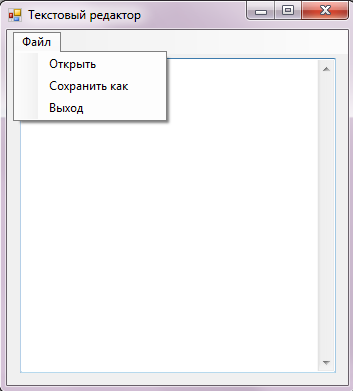 Текстовый редактор
Файл
Открыть
Сохранить как
Выход